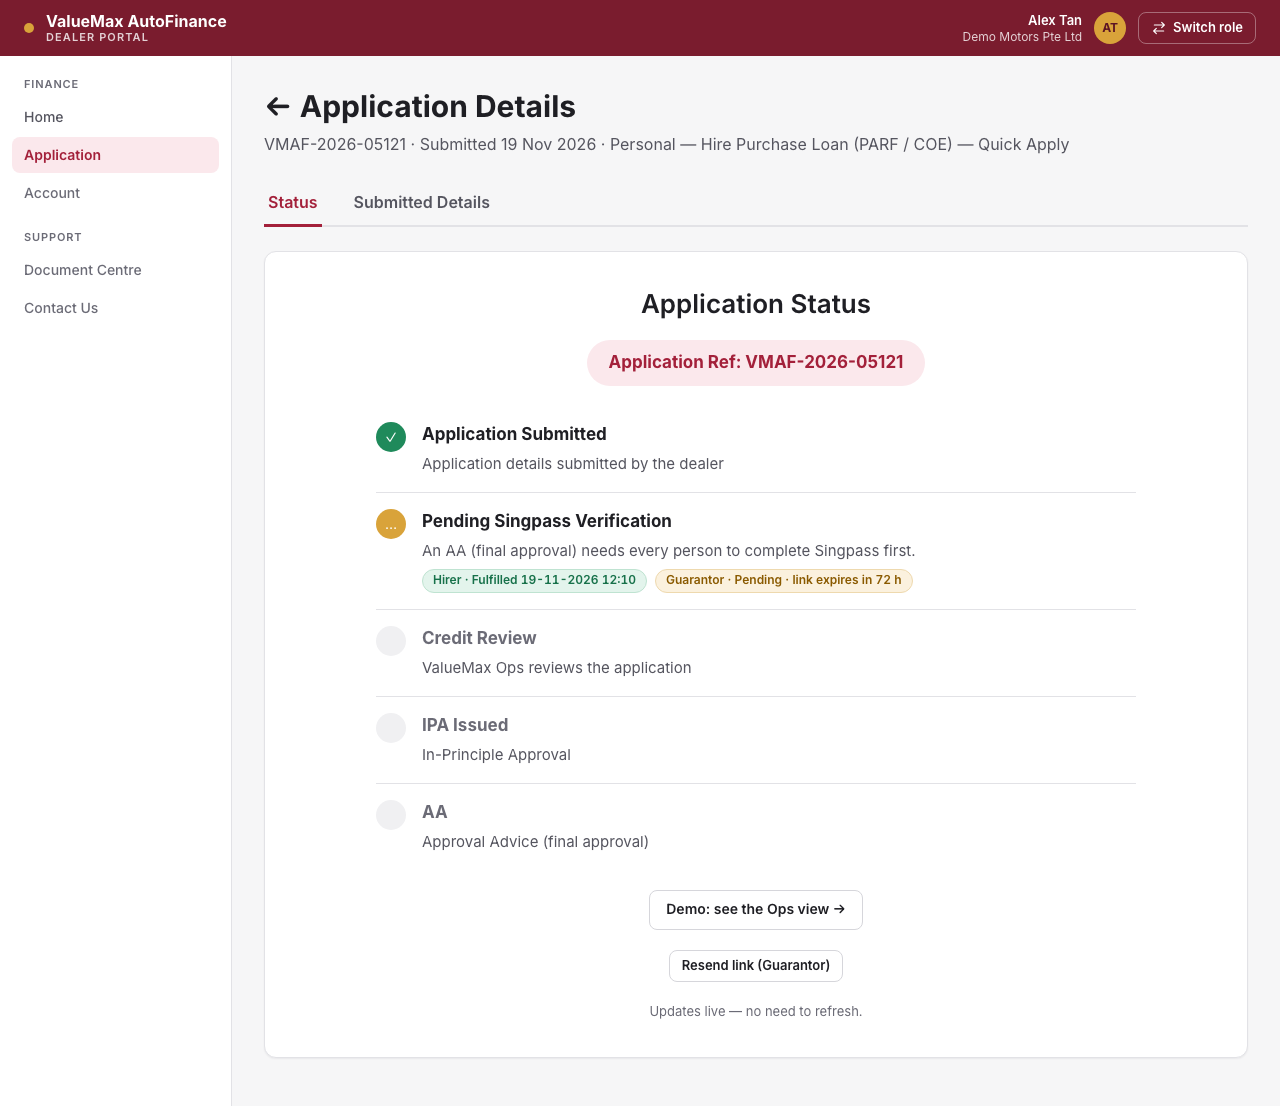 ValueMax AutoFinance
DEALER PORTAL
Alex Tan
Demo Motors Pte Ltd
AT
Switch role
FINANCE
Home
Application
Account
SUPPORT
Document Centre
Contact Us
← Application Details
VMAF-2026-05121 · Submitted 19 Nov 2026 · Personal — Hire Purchase Loan (PARF / COE) — Quick Apply
Status
Submitted Details
Application Status
Application Ref: VMAF-2026-05121
✓
Application Submitted
Application details submitted by the dealer
…
Pending Singpass Verification
An AA (final approval) needs every person to complete Singpass first.
Hirer · Fulfilled 19-11-2026 12:10
Guarantor · Pending · link expires in 72 h
Credit Review
ValueMax Ops reviews the application
IPA Issued
In-Principle Approval
AA
Approval Advice (final approval)
Demo: see the Ops view →
Resend link (Guarantor)
Updates live — no need to refresh.